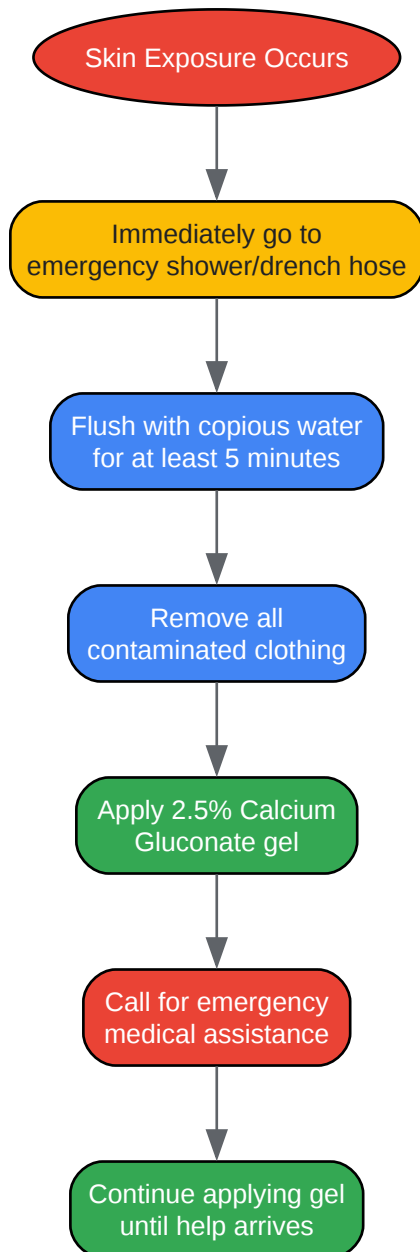 Skin Exposure Occurs
Immediately go to
emergency shower/drench hose
Flush with copious water
for at least 5 minutes
Remove all
contaminated clothing
Apply 2.5% Calcium
Gluconate gel
Call for emergency
medical assistance
Continue applying gel
until help arrives